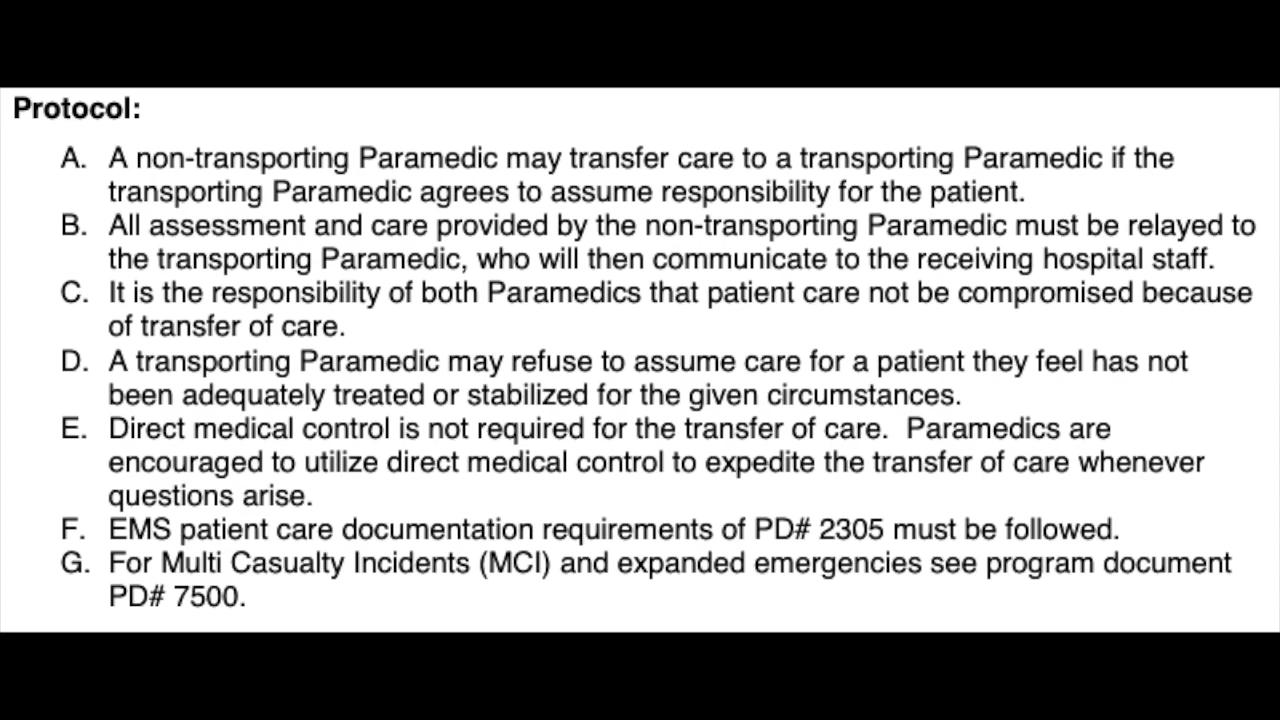 Protocol:
A. A non-transporting Paramedic may transfer care to a transporting Paramedic if the
transporting Paramedic agrees to assume responsibility for the patient.
B. All assessment and care provided by the non-transporting Paramedic must be relayed to
the transporting Paramedic, who will then communicate to the receiving hospital staff.
C. It is the responsibility of both Paramedics that patient care not be compromised because
of transfer of care.
D. A transporting Paramedic may refuse to assume care for a patient they feel has not
been adequately treated or stabilized for the given circumstances.
E. Direct medical control is not required for the transfer of care.  Paramedics are
encouraged to utilize direct medical control to expedite the transfer of care whenever
questions arise.
F. EMS patient care documentation requirements of PD# 2305 must be followed.
G. For Multi Casualty Incidents (MCI) and expanded emergencies see program document
PD# 7500.